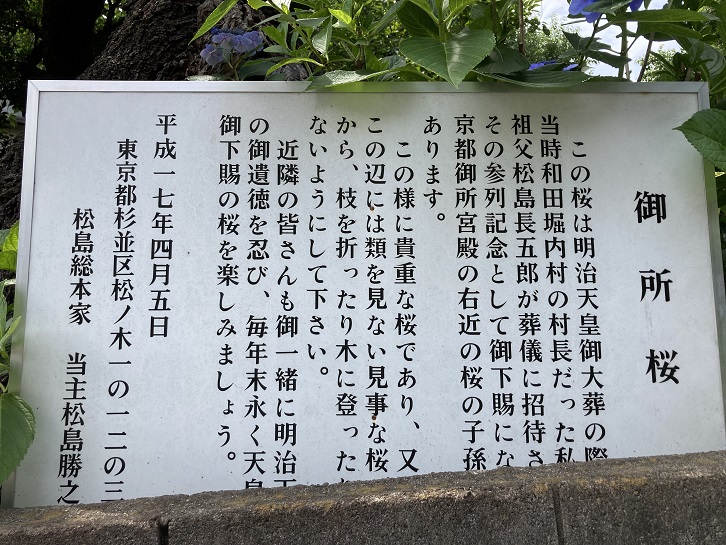 御所桜
この桜は明治天皇御大葬の際
当時和田堀内村の村長だった私
祖父松島長五郎が葬儀に招待さ
その参列記念として御下賜にな
京都御所宮殿の右近の桜の子孫
あります。
この様に貴重な桜であり、又
この辺には類を見ない見事な桜
から、枝を折ったり木に登った
ないようにして下さい。
近隣の皆さんも御一緒に明治
の御遺徳を忍び、毎年末永く天皇
御下賜の桜を楽しみましょう。
平成一七年四月五日
東京都杉並区松ノ木一の一二の三
松島総本家 当主松島勝之